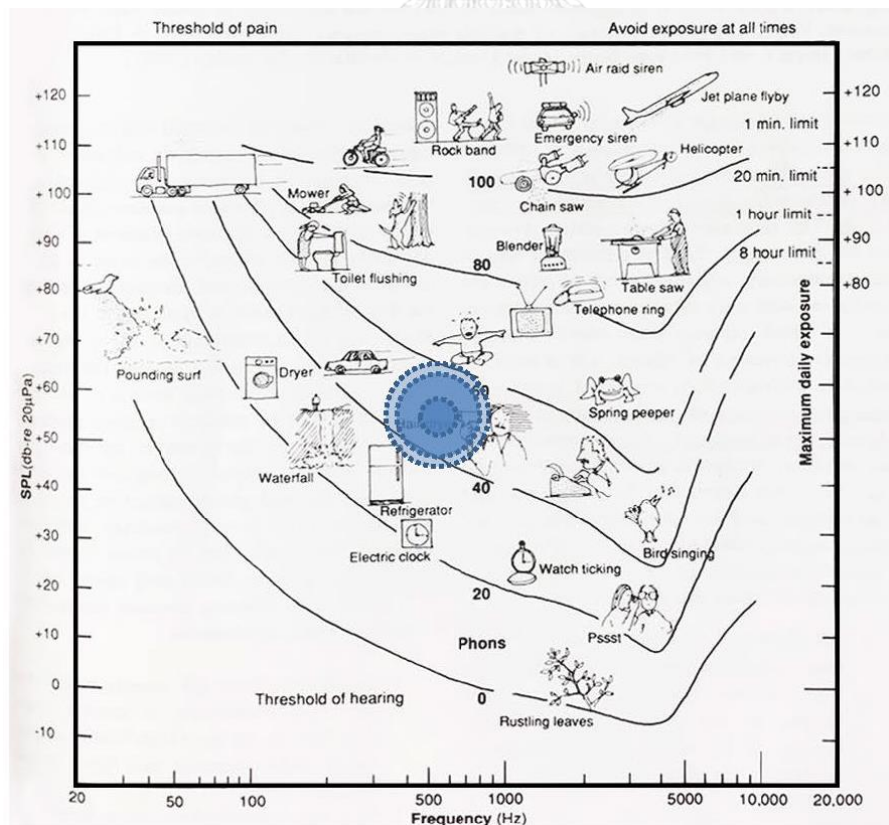 Threshold of pain
Avoid exposure at all times
Air raid siren
Jet plane flyby
+120
+120
1 min. limit
Emergency siren
Rock band
+110
+110
Helicopter
20 min. limit
100
+100
+ 100
Mower
Chain saw
1 hour limit
+90
+90
Blender
8 hour limit
80
Toilet flushing
Table saw
+80
+80
Telephone ring
+70
Pounding surf
Dryer
+60
Spring peeper
+50
Waterfall
40
+40
Refrigerator
Electric clock
Bird singing
+30
Watch ticking
20
+20
Pssst
Phons
+10
0
Threshold of hearing
0
Rustling leaves
-10
SPL(db-re 20µPa)
Maximum daily exposure
20
50
100
500
1000
5000
10,000
20,000
Frequency (Hz)